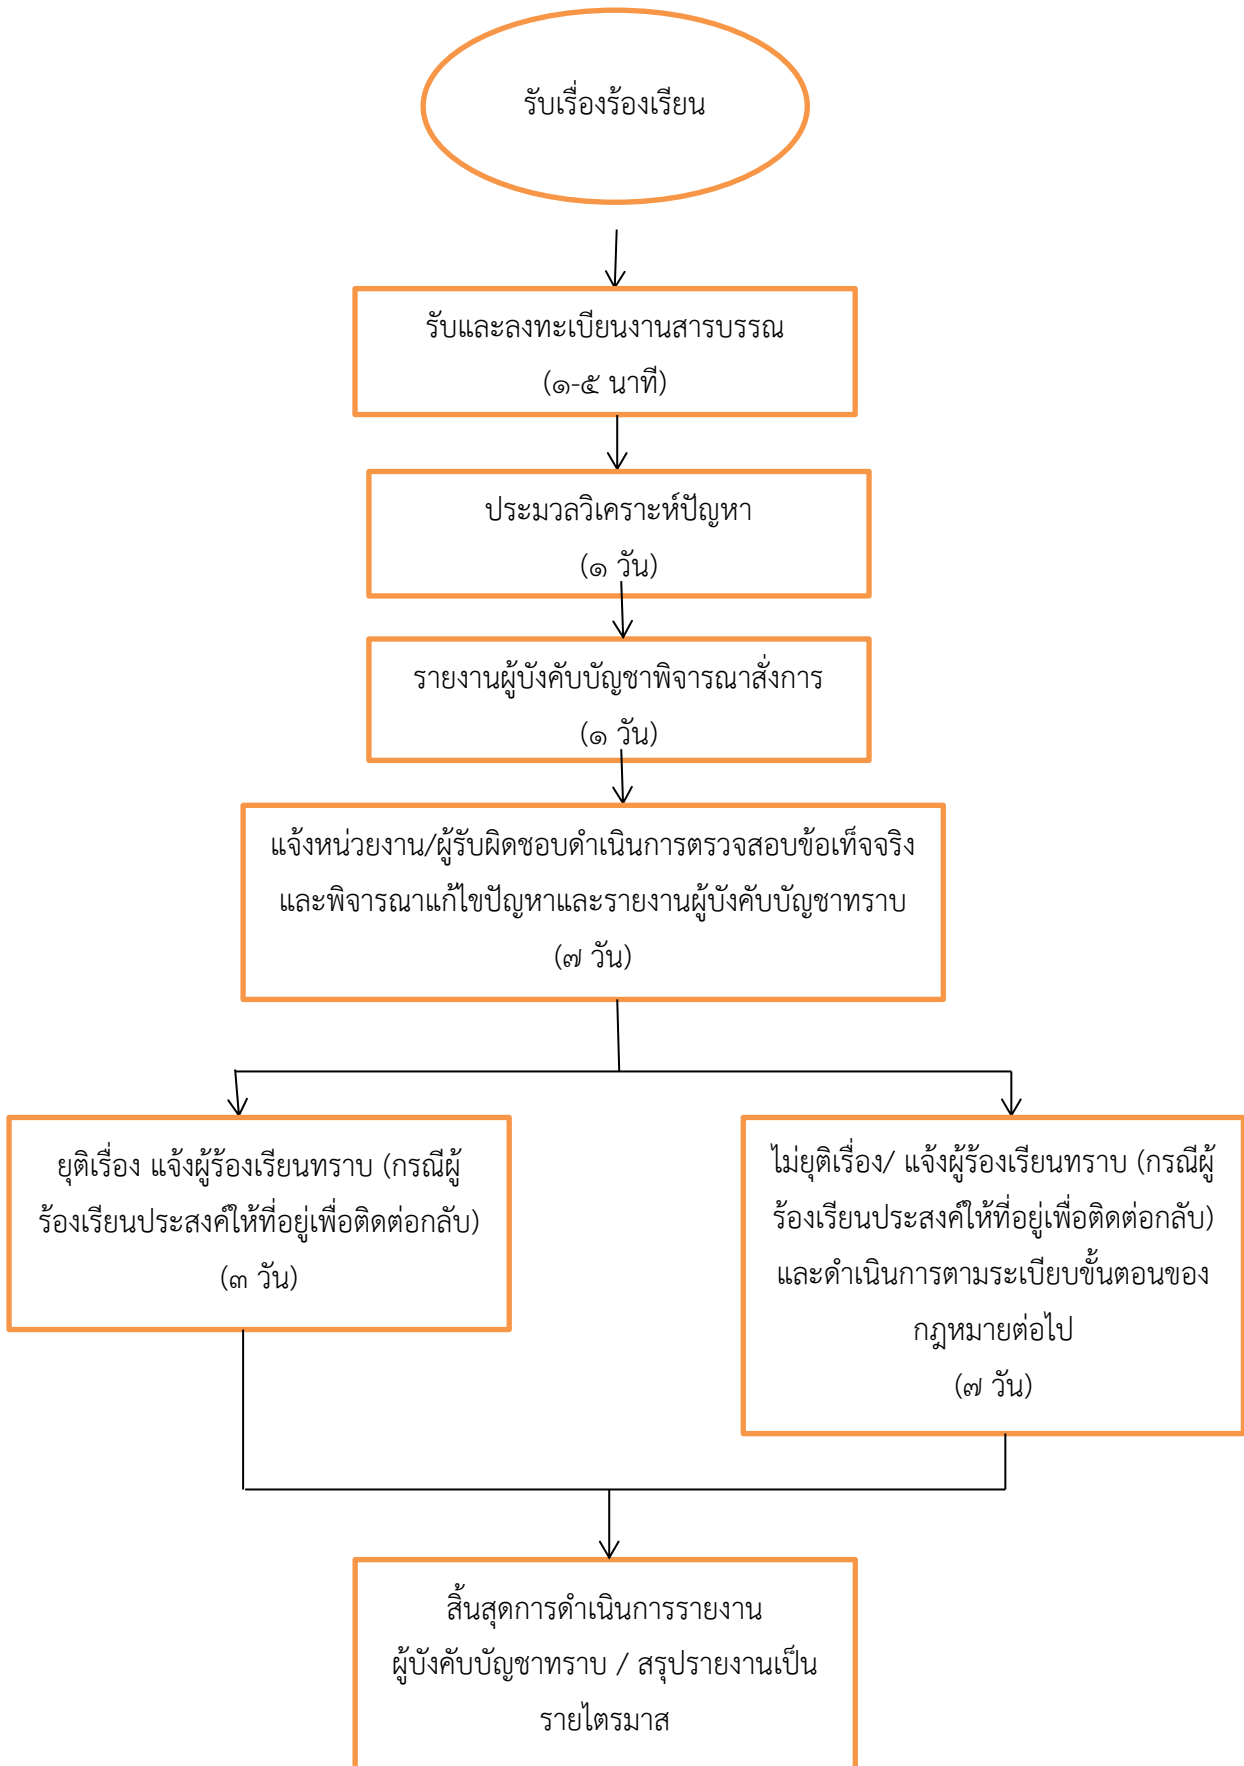 รับเรื่องร้องเรียน
รับและลงทะเบียนงานสารบรรณ
(๑-๕ นาที)
ประมวลวิเคราะห์ปัญหา
(๑ วัน)
รายงานผู้บังคับบัญชาพิจารณาสั่งการ
(๑ วัน)
แจ้งหน่วยงาน/ผู้รับผิดชอบดำเนินการตรวจสอบข้อเท็จจริง
และพิจารณาแก้ไขปัญหาและรายงานผู้บังคับบัญชาทราบ
(๗ วัน)
ยุติเรื่อง แจ้งผู้ร้องเรียนทราบ (กรณีผู้
ร้องเรียนประสงค์ให้ที่อยู่เพื่อติดต่อกลับ)
(๓ วัน)
ไม่ยุติเรื่อง/ แจ้งผู้ร้องเรียนทราบ (กรณีผู้
ร้องเรียนประสงค์ให้ที่อยู่เพื่อติดต่อกลับ)
และดำเนินการตามระเบียบขั้นตอนของ
กฎหมายต่อไป
(๗ วัน)
สิ้นสุดการดำเนินการรายงาน
ผู้บังคับบัญชาทราบ / สรุปรายงานเป็น
รายไตรมาส